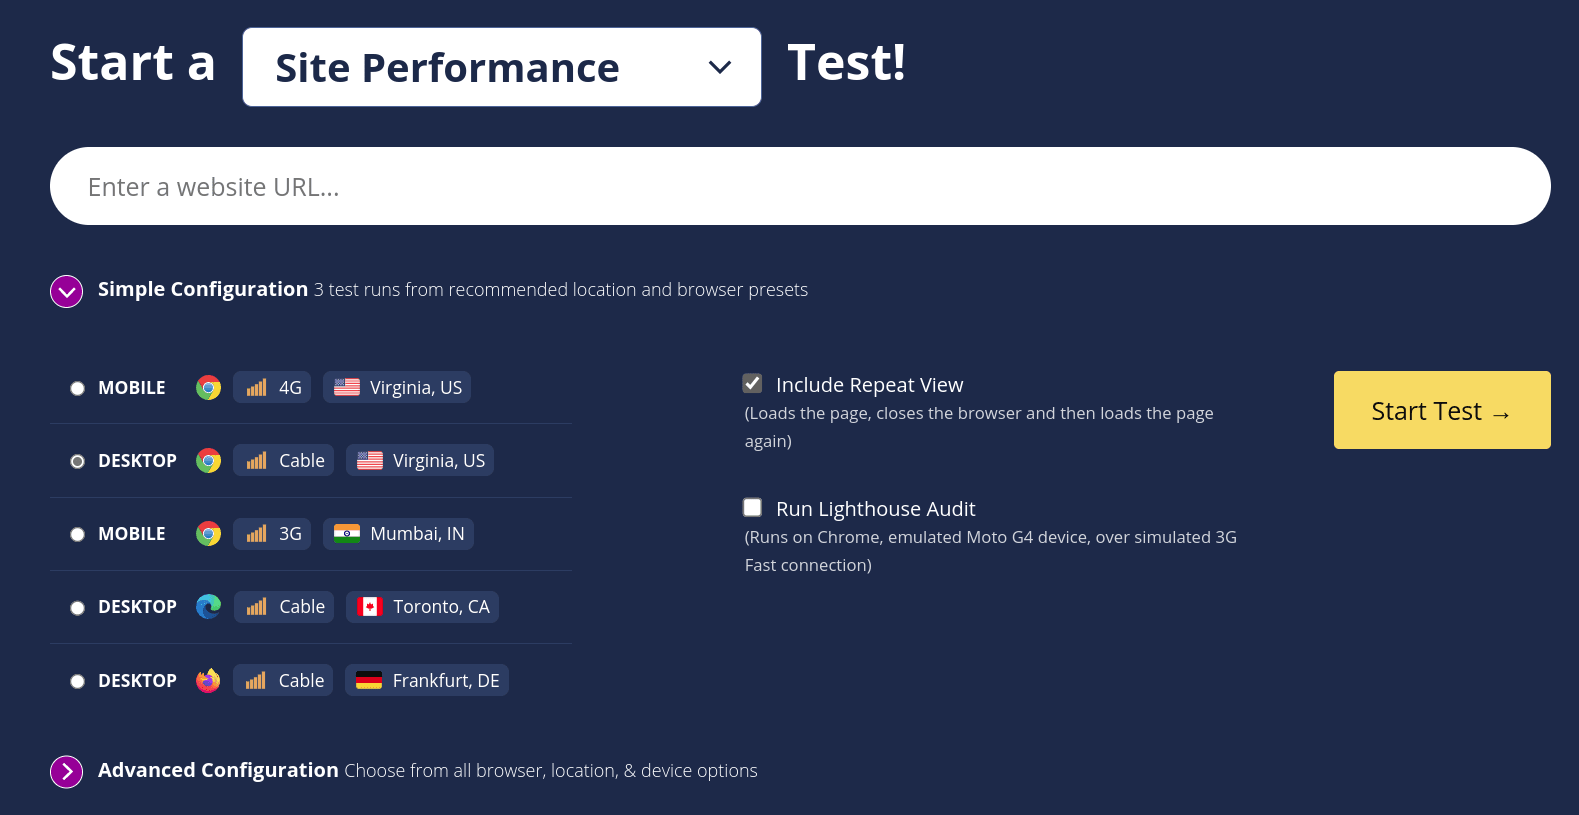 Start a Site Performance Test!
Enter a website URL...
Simple Configuration 3 test runs from recommended location and browser presets
MOBILE 4G Virginia, US
DESKTOP Cable Virginia, US
MOBILE 3G Mumbai, IN
DESKTOP Cable Toronto, CA
DESKTOP Cable Frankfurt, DE
Include Repeat View
(Loads the page, closes the browser and then loads the page
again)
Run Lighthouse Audit
(Runs on Chrome, emulated Moto G4 device, over simulated 3G
Fast connection)
Start Test →
Advanced Configuration Choose from all browser, location, & device options